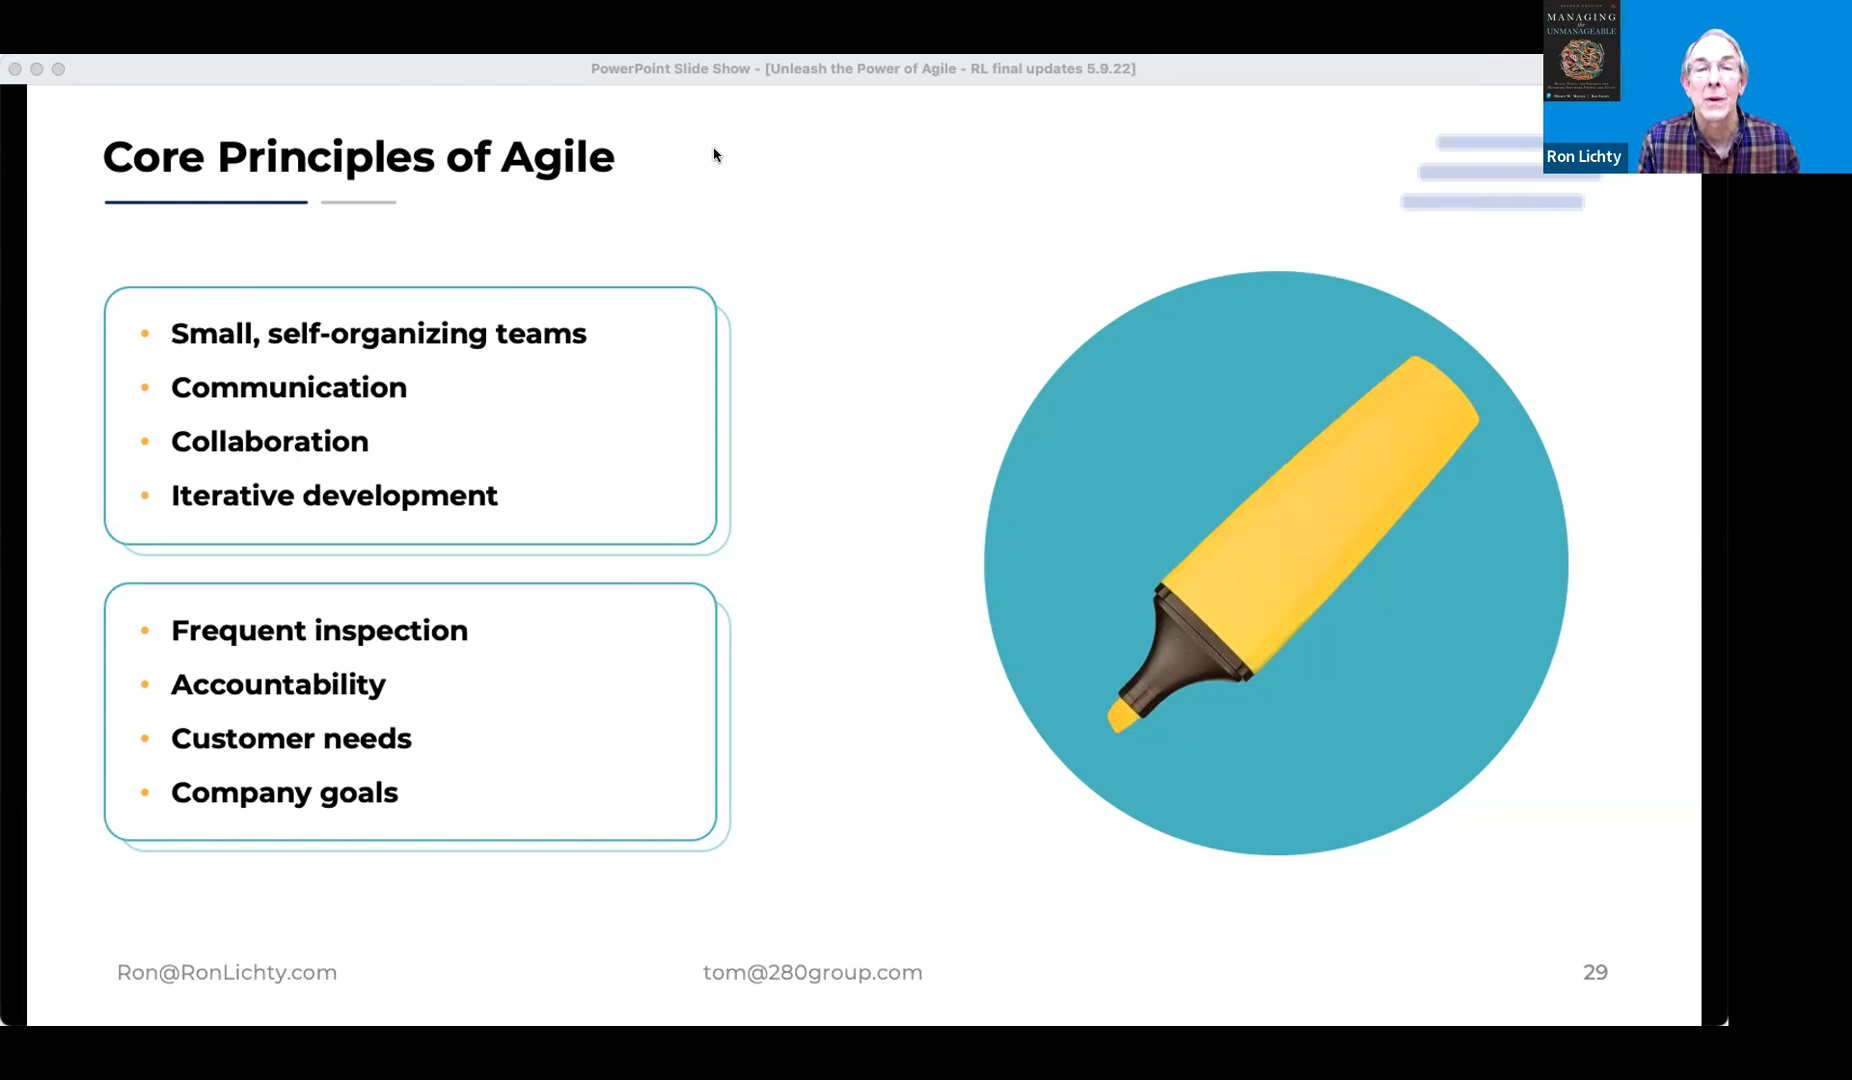 PowerPoint Slide Show - [Unleash the Power of Agile - RL final updates 5.9.22]
MANAGING
the
UNMANAGEABLE
Ron Lichty
Core Principles of Agile
• Small, self-organizing teams
• Communication
• Collaboration
• Iterative development
• Frequent inspection
• Accountability
• Customer needs
• Company goals
Ron@RonLichty.com
tom@280group.com
29